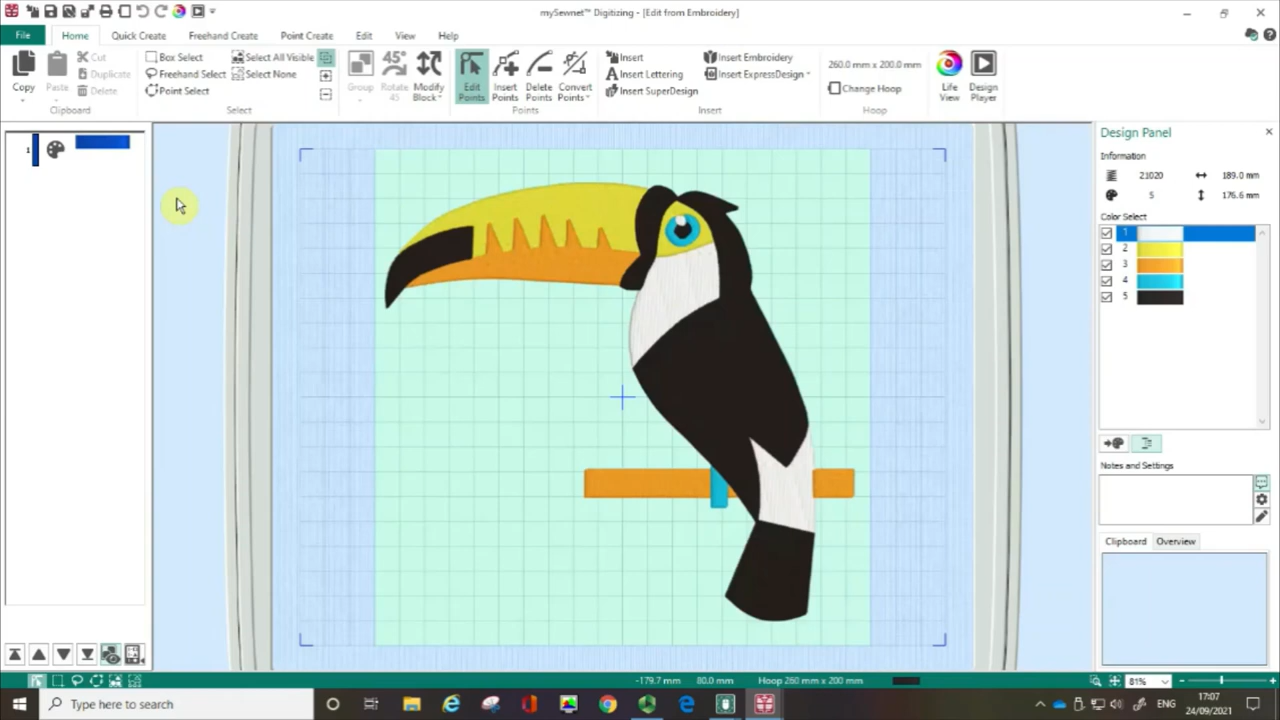 mySewnet™ Digitizing - [Edit from Embroidery]
File Home Quick Create Freehand Create Point Create Edit View Help
Copy
Paste
Cut
Duplicate
Delete
Clipboard
Box Select
Freehand Select
Point Select
Select All Visible
Select None
Select
Group
Rotate
45
45°
Modify
Block
Edit
Points
Insert
Points
Delete
Points
Convert
Points
Points
Insert
Insert Lettering
Insert SuperDesign
Insert Embroidery
Insert ExpressDesign
Insert
260.0 mm x 200.0 mm
Change Hoop
Hoop
Life
View
Design
Player
1
Design Panel
Information
21020
189.0 mm
5
176.6 mm
Color Select
1
2
3
4
5
Notes and Settings
Clipboard Overview
-179.7 mm 80.0 mm Hoop 260 mm x 200 mm
81%
Type here to search
ENG
17:07
24/09/2021